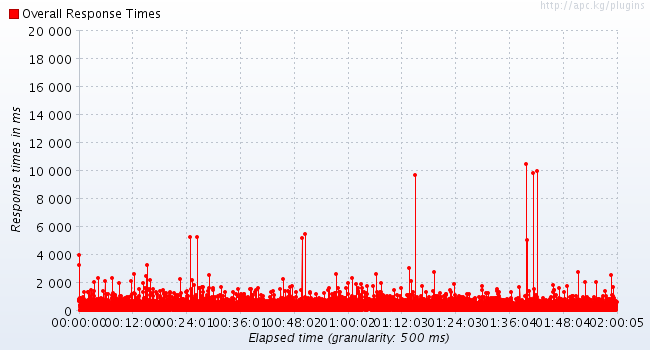 http://apc.kg/plugins
Overall Response Times
20 000
18 000
16 000
14 000
12 000
10 000
8 000
6 000
4 000
2 000
0
Response times in ms
00:00:00 00:12:00 00:24:01 00:36:01 00:48:02 01:00:02 01:12:03 01:24:03 01:36:04 01:48:04 02:00:05
Elapsed time (granularity: 500 ms)